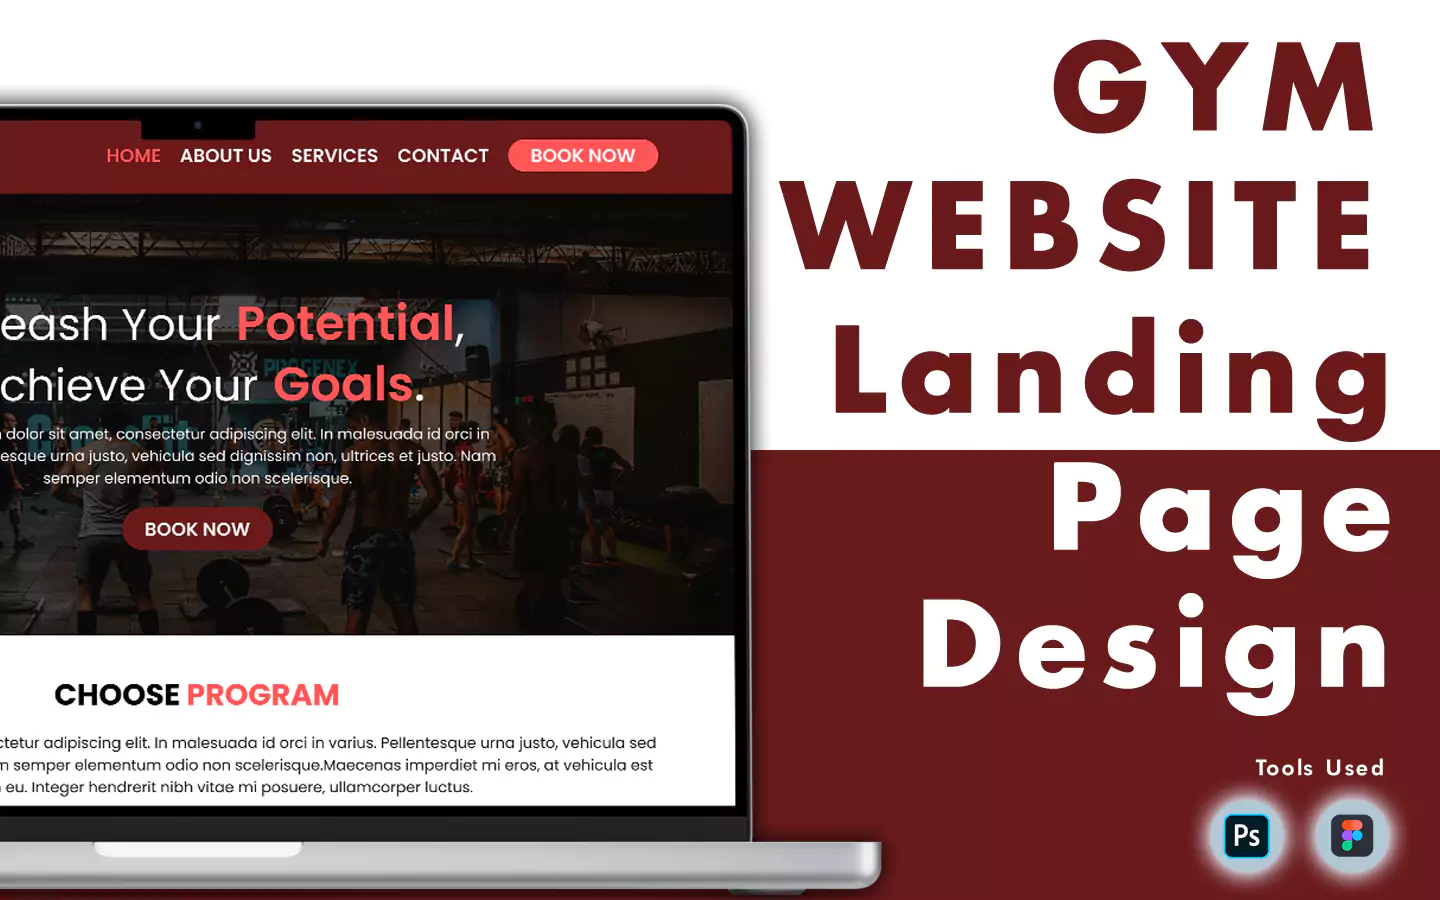 GYM
WEBSITE
Landing
Page
Design
Tools Used
Ps
HOME ABOUT US SERVICES CONTACT BOOK NOW
eash Your Potential,
chieve Your Goals.
dolor sit amet, consectetur adipiscing elit. In malesuada id orci in
esque urna justo, vehicula sed dignissim non, ultrices et justo. Nam
semper elementum odio non scelerisque.
BOOK NOW
CHOOSE PROGRAM
ctetur adipiscing elit. In malesuada id orci in varius. Pellentesque urna justo, vehicula sed
semper elementum odio non scelerisque.Maecenas imperdiet mi eros, at vehicula est
eu. Integer hendrerit nibh vitae mi posuere, ullamcorper luctus.